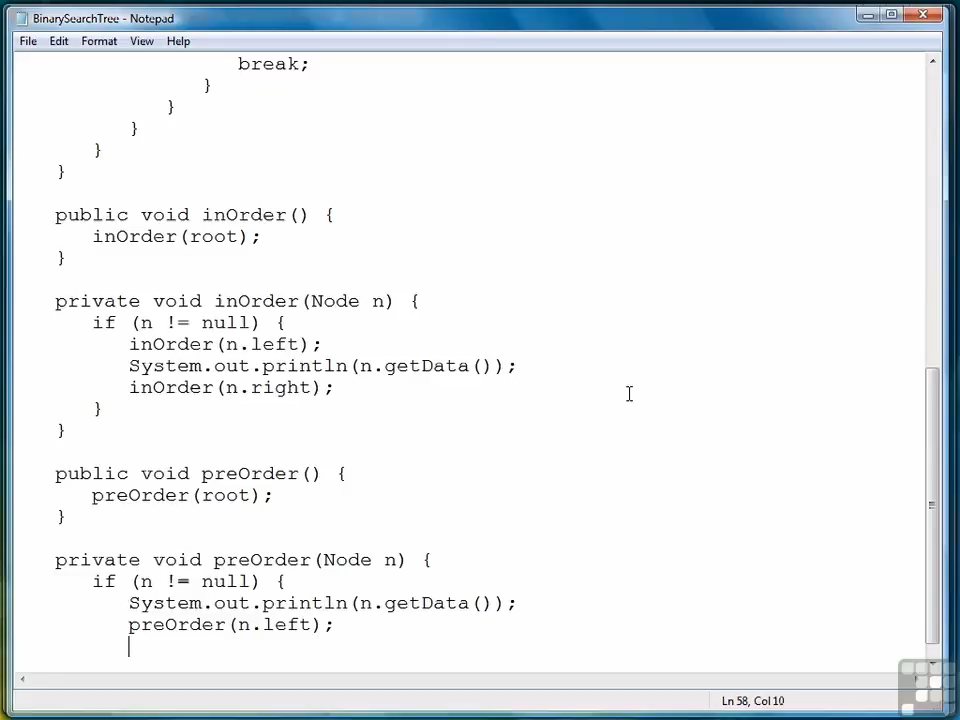 BinarySearchTree - Notepad
File Edit Format View Help
break;
}
}
}
}
}
public void inOrder() {
inOrder(root);
}
private void inOrder(Node n) {
if (n != null) {
inOrder(n.left);
System.out.println(n.getData());
inOrder(n.right);
}
}
public void preOrder() {
preOrder(root);
}
private void preOrder(Node n) {
if (n != null) {
System.out.println(n.getData());
preOrder(n.left);
Ln 58, Col 10